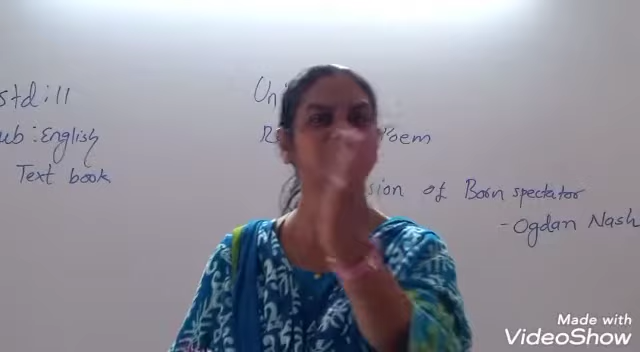 std:11
ub:English
Text book
Un
R Poem
sion of Born spectator
-Ogdan Nash
Made with
VideoShow